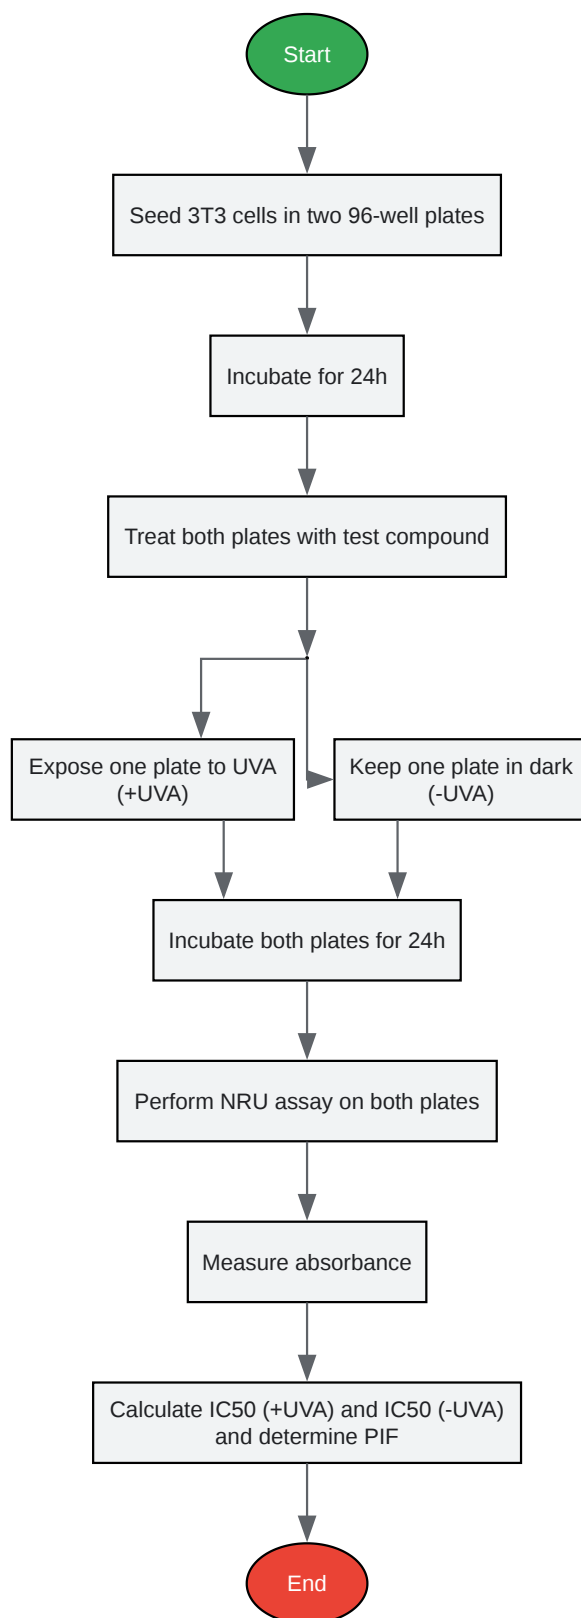 Start
Seed 3T3 cells in two 96-well plates
Incubate for 24h
Treat both plates with test compound
Expose one plate to UVA
(+UVA)
Keep one plate in dark
(-UVA)
Incubate both plates for 24h
Perform NRU assay on both plates
Measure absorbance
Calculate IC50 (+UVA) and IC50 (-UVA)
and determine PIF
End